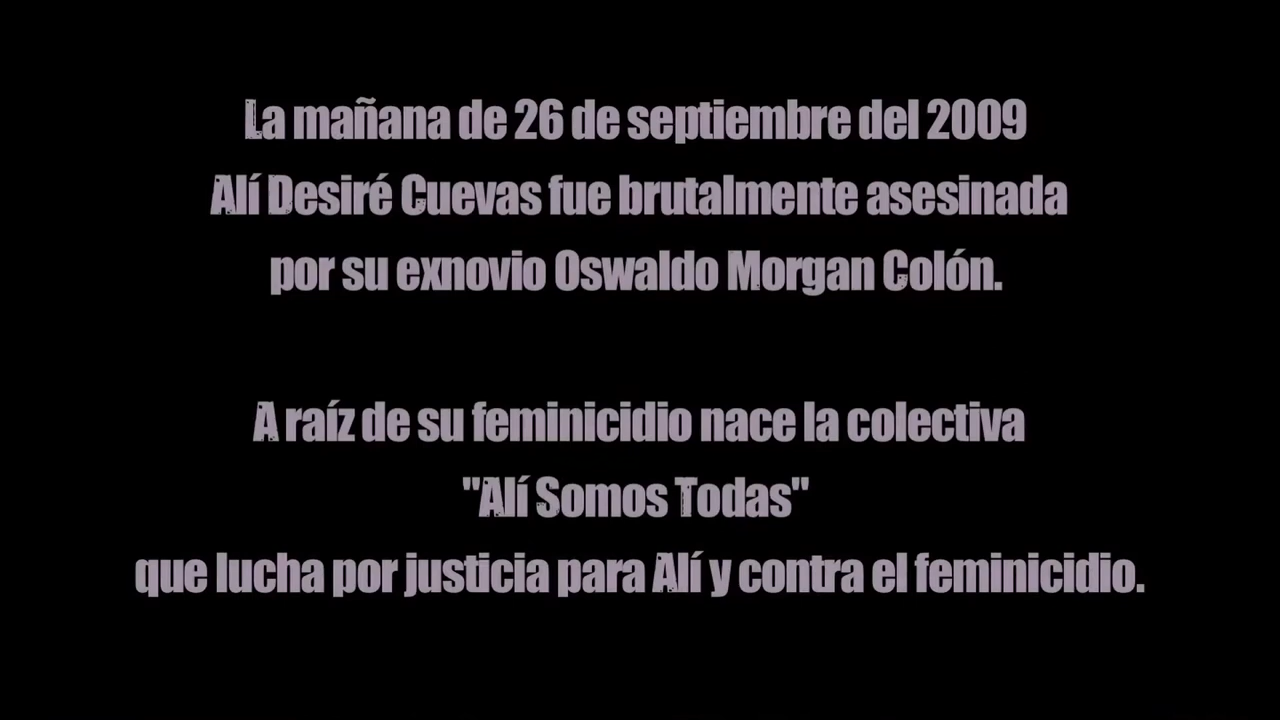 La mañana de 26 de septiembre del 2009
Alí Desiré Cuevas fue brutalmente asesinada
por su exnovio Oswaldo Morgan Colón.
A raíz de su feminicidio nace la colectiva
"Alí Somos Todas"
que lucha por justicia para Alí y contra el feminicidio.